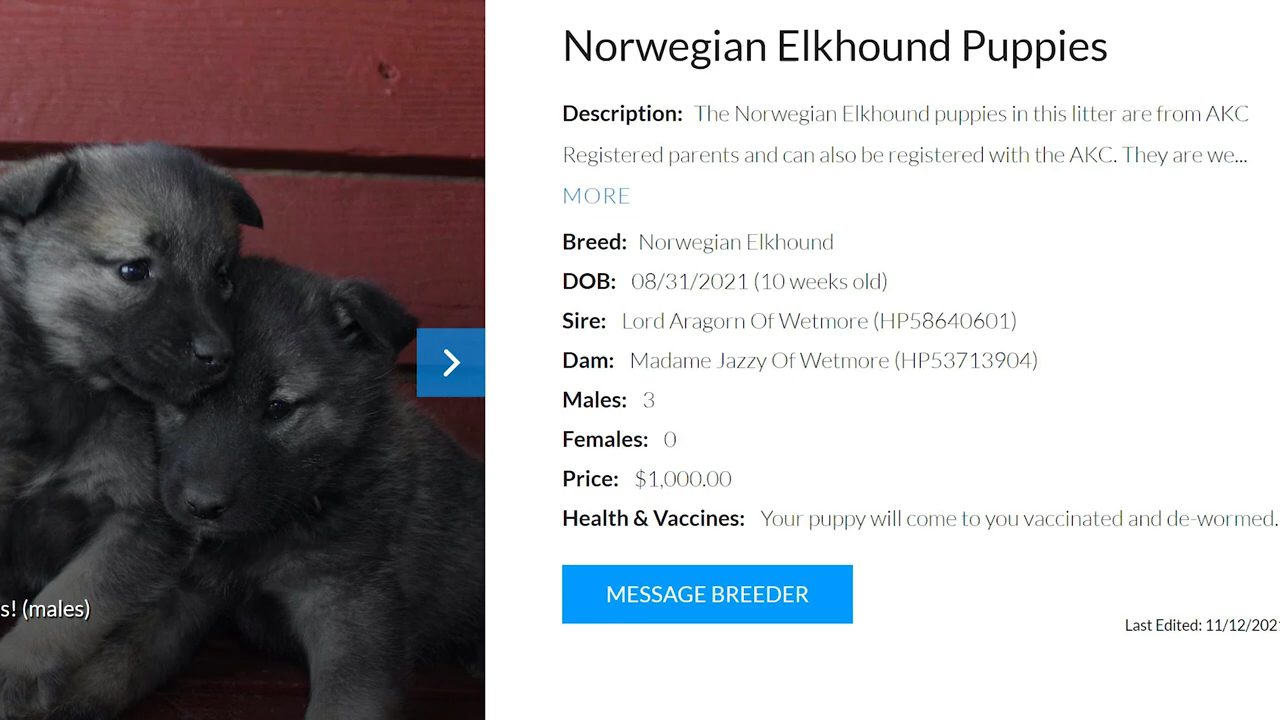 Norwegian Elkhound Puppies
Description: The Norwegian Elkhound puppies in this litter are from AKC
Registered parents and can also be registered with the AKC. They are we...
MORE
Breed: Norwegian Elkhound
DOB: 08/31/2021 (10 weeks old)
Sire: Lord Aragorn Of Wetmore (HP58640601)
Dam: Madame Jazzy Of Wetmore (HP53713904)
Males: 3
Females: 0
Price: $1,000.00
Health & Vaccines: Your puppy will come to you vaccinated and de-wormed.
MESSAGE BREEDER
s! (males)
Last Edited: 11/12/202